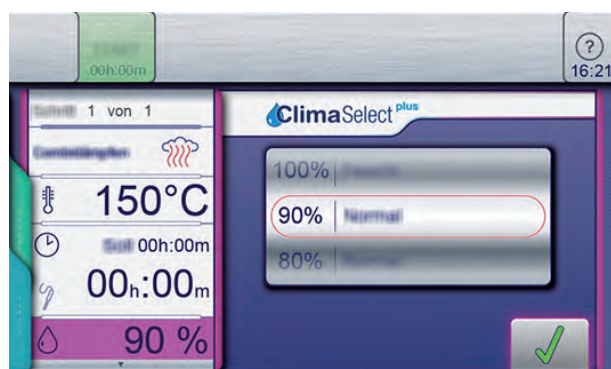 00h:00m
?
16:21
1 von 1
150°C
00h:00m
00h:00m
90 %
ClimaSelect plus
100%
90% Normal
80%